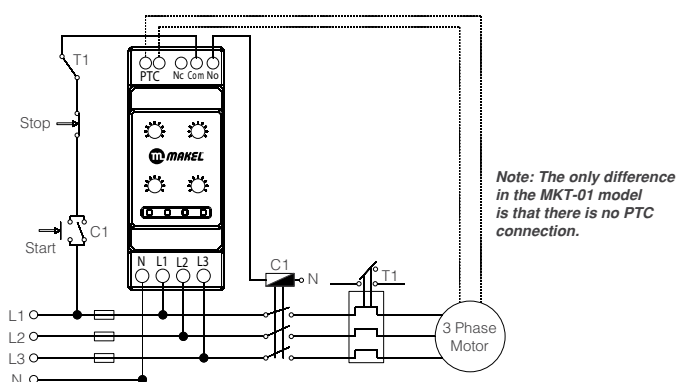 T1
PTC Nc Com No
Stop
MAKEL
Note: The only difference
in the MKT-01 model
is that there is no PTC
connection.
C1
Start
N L1 L2 L3
C1
N
T1
L1
L2
L3
N
3 Phase
Motor